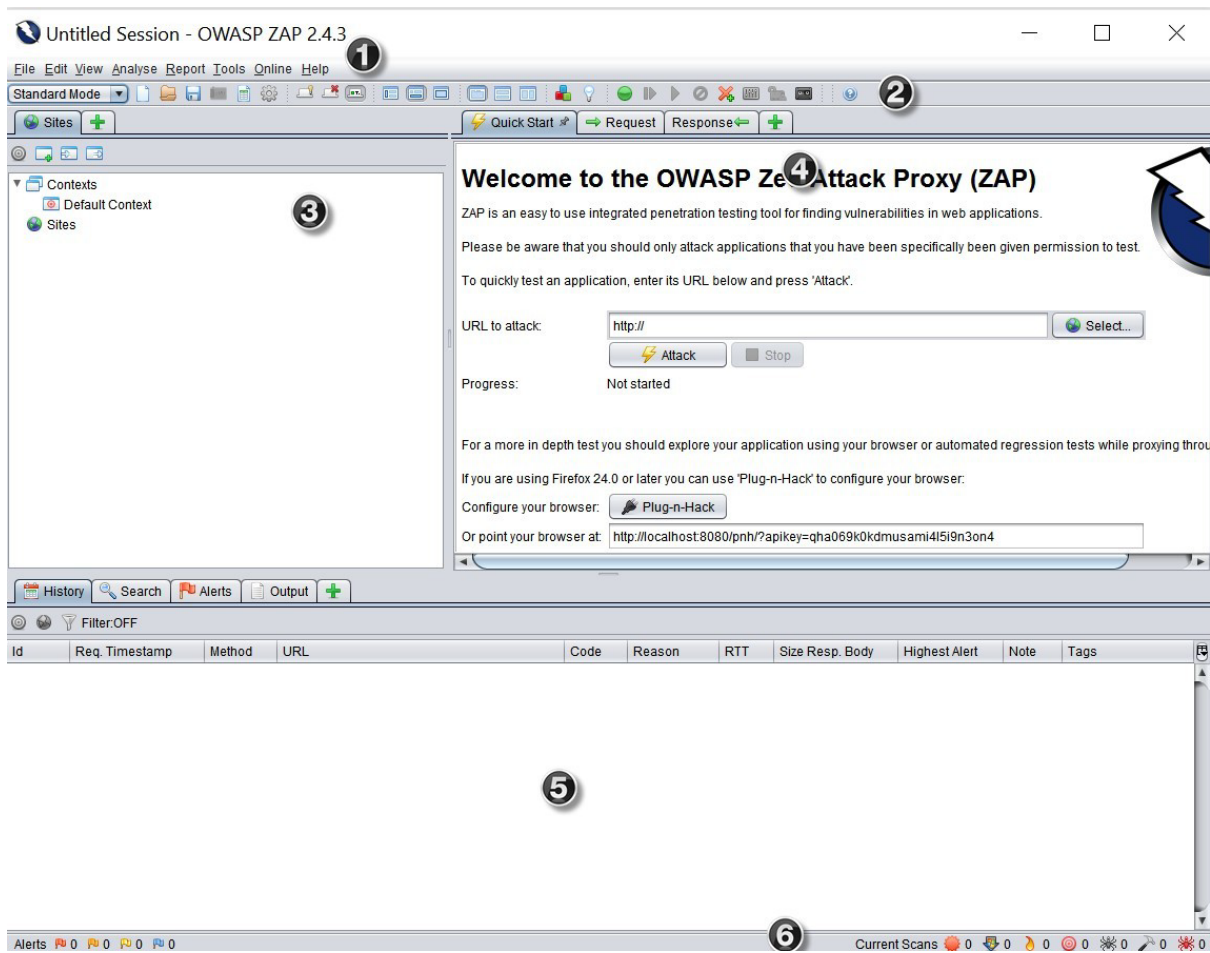 Untitled Session - OWASP ZAP 2.4.3
1
File Edit View Analyse Report Tools Online Help
Standard Mode
2
Sites
Quick Start Request Response
Contexts
Default Context
Sites
3
4
Welcome to the OWASP Zed Attack Proxy (ZAP)
ZAP is an easy to use integrated penetration testing tool for finding vulnerabilities in web applications.
Please be aware that you should only attack applications that you have been specifically been given permission to test.
To quickly test an application, enter its URL below and press 'Attack'.
URL to attack: http:// Select...
Attack Stop
Progress: Not started
For a more in depth test you should explore your application using your browser or automated regression tests while proxying throu
If you are using Firefox 24.0 or later you can use 'Plug-n-Hack' to configure your browser:
Configure your browser: Plug-n-Hack
Or point your browser at: http://localhost:8080/pnh/?apikey=qha069k0kdmusami4l5i9n3on4
History Search Alerts Output
Filter:OFF
Id Req. Timestamp Method URL Code Reason RTT Size Resp. Body Highest Alert Note Tags
5
Alerts 0 0 0 0
6
Current Scans 0 0 0 0 0 0 0